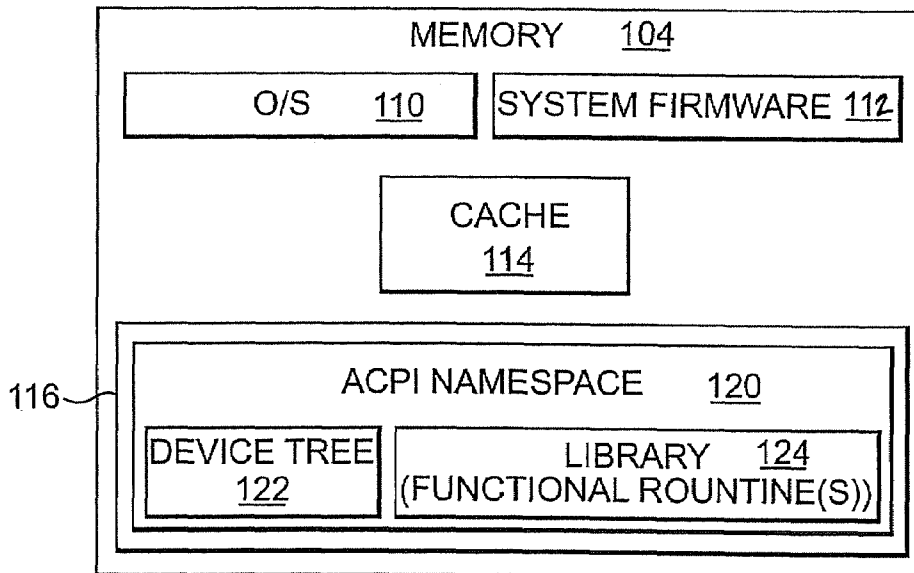 MEMORY 104
O/S 110
SYSTEM FIRMWARE 112
CACHE
114
116
ACPI NAMESPACE 120
DEVICE TREE
122
LIBRARY 124
(FUNCTIONAL ROUNTINE(S))